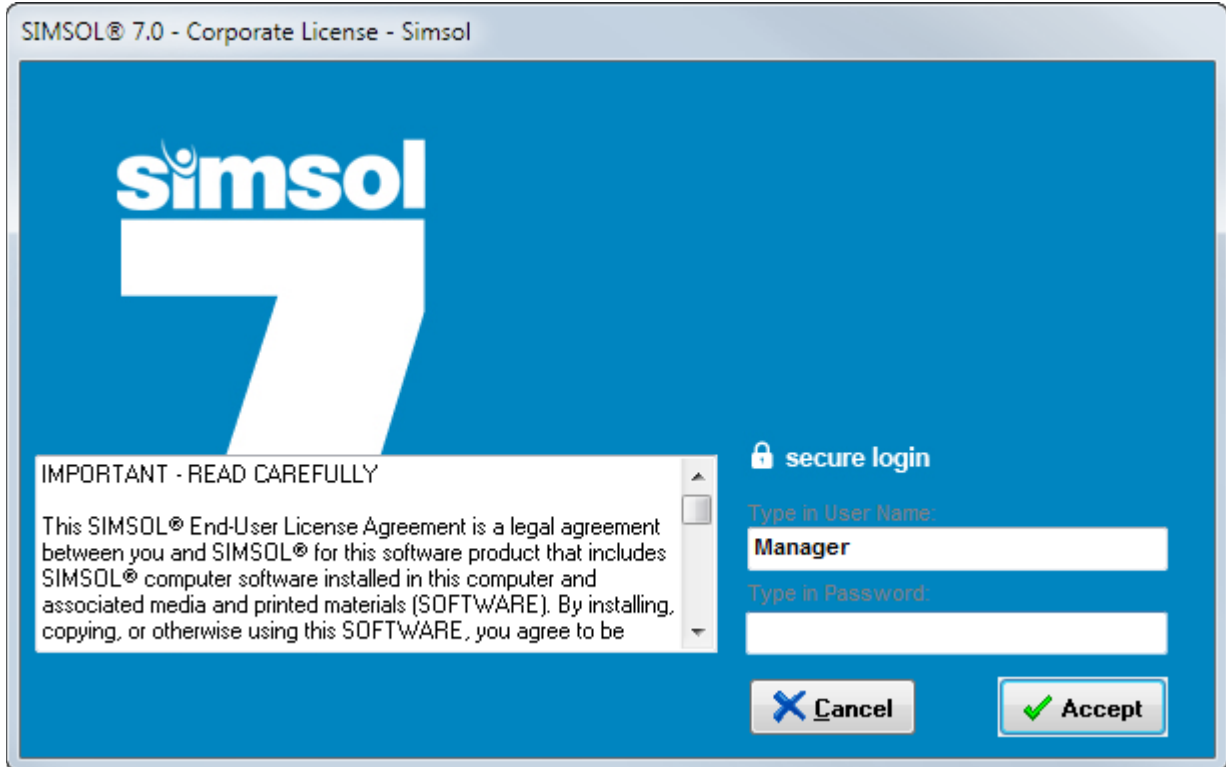 SIMSOL® 7.0 - Corporate License - Simsol
simsol
7
IMPORTANT - READ CAREFULLY
This SIMSOL® End-User License Agreement is a legal agreement
between you and SIMSOL® for this software product that includes
SIMSOL® computer software installed in this computer and
associated media and printed materials (SOFTWARE). By installing,
copying, or otherwise using this SOFTWARE, you agree to be
secure login
Type in User Name:
Manager
Type in Password:
Cancel
Accept